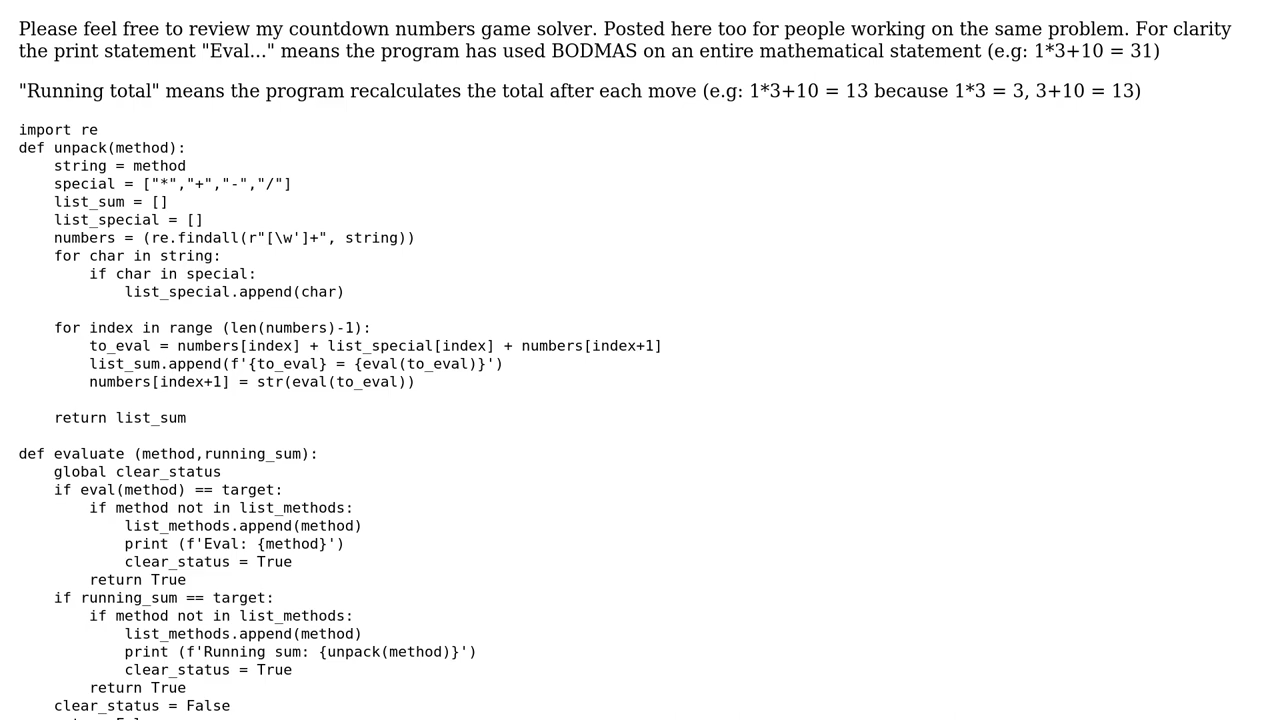 Please feel free to review my countdown numbers game solver. Posted here too for people working on the same problem. For clarity
the print statement "Eval..." means the program has used BODMAS on an entire mathematical statement (e.g: 1*3+10 = 31)
"Running total" means the program recalculates the total after each move (e.g: 1*3+10 = 13 because 1*3 = 3, 3+10 = 13)
import re
def unpack(method):
    string = method
    special = ["*","+","-","/"]
    list_sum = []
    list_special = []
    numbers = (re.findall(r"[\w']+", string))
    for char in string:
        if char in special:
            list_special.append(char)
    for index in range (len(numbers)-1):
        to_eval = numbers[index] + list_special[index] + numbers[index+1]
        list_sum.append(f'{to_eval} = {eval(to_eval)}')
        numbers[index+1] = str(eval(to_eval))
    return list_sum
def evaluate (method,running_sum):
    global clear_status
    if eval(method) == target:
        if method not in list_methods:
            list_methods.append(method)
            print (f'Eval: {method}')
            clear_status = True
        return True
    if running_sum == target:
        if method not in list_methods:
            list_methods.append(method)
            print (f'Running sum: {unpack(method)}')
            clear_status = True
        return True
    clear_status = False